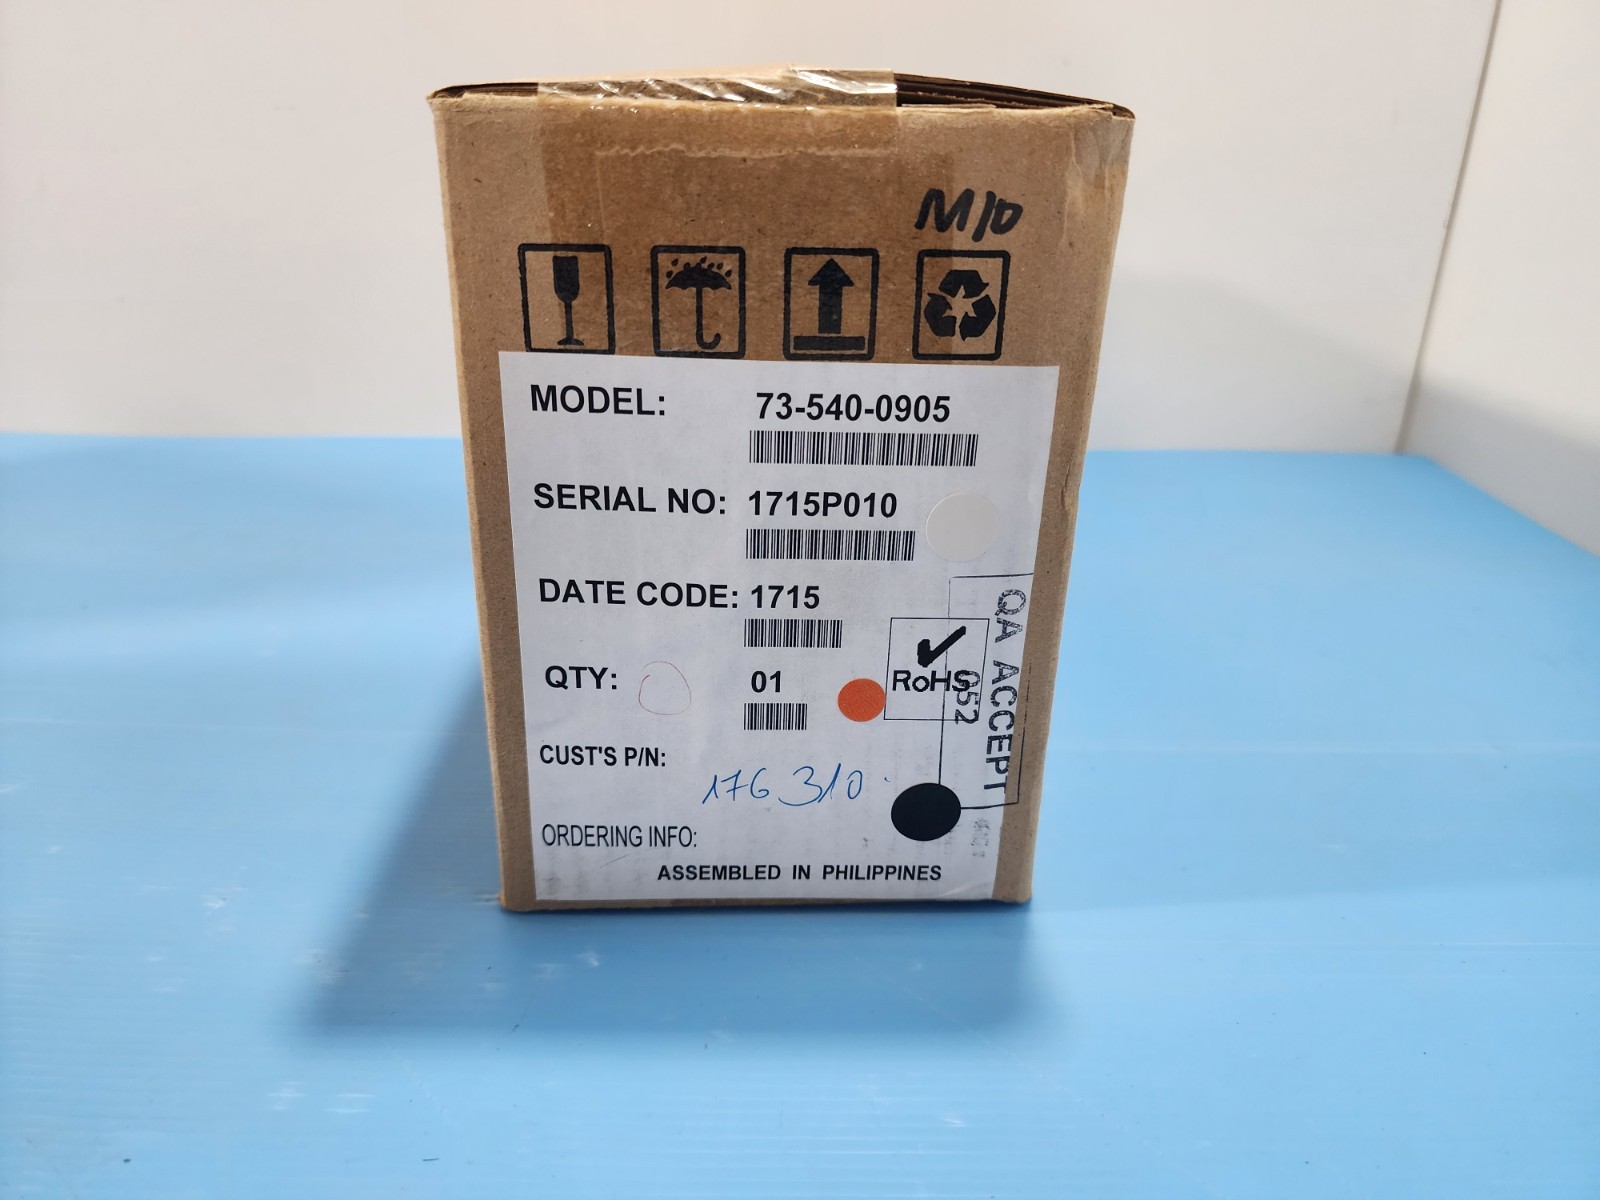 M10
MODEL: 73-540-0905
SERIAL NO: 1715P010
DATE CODE: 1715
QTY: 01
RoHS
QA ACCEPT
052
CUST'S P/N: 176310
ORDERING INFO:
ASSEMBLED IN PHILIPPINES